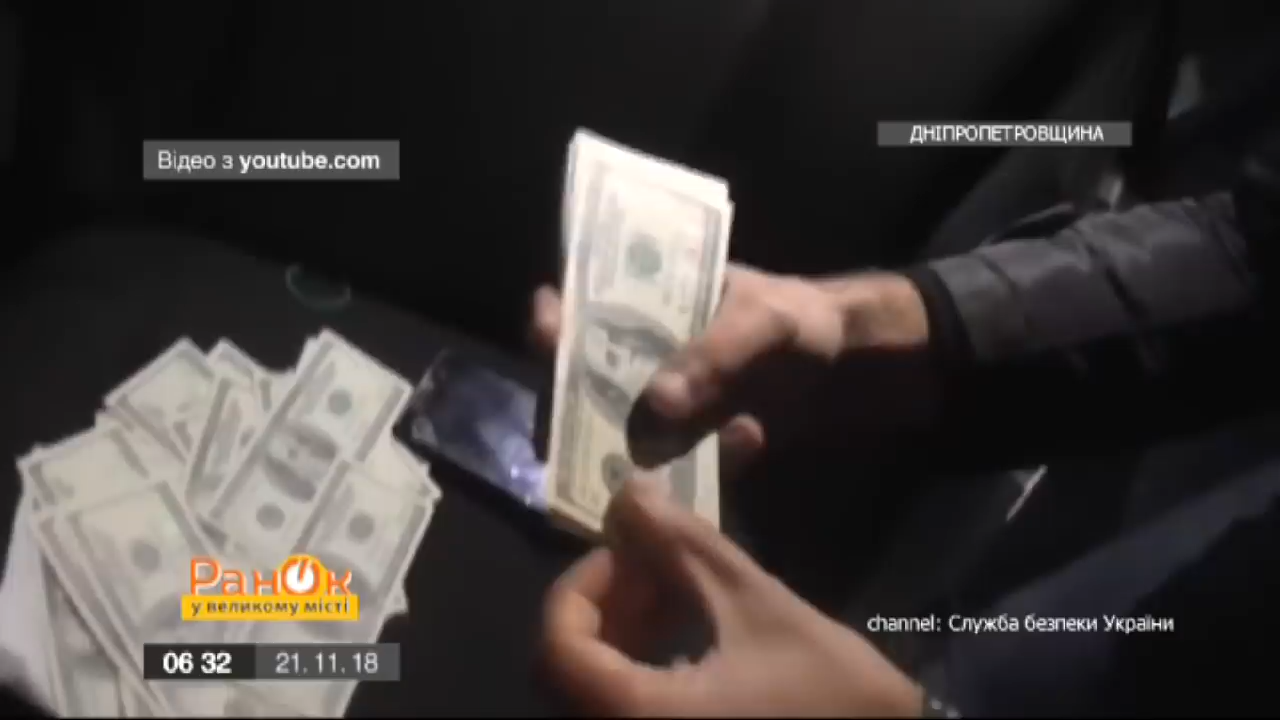 ДНІПРОПЕТРОВЩИНА
Відео з youtube.com
Ранок
у великому місті
channel: Служба безпеки України
06 32 21. 11. 18